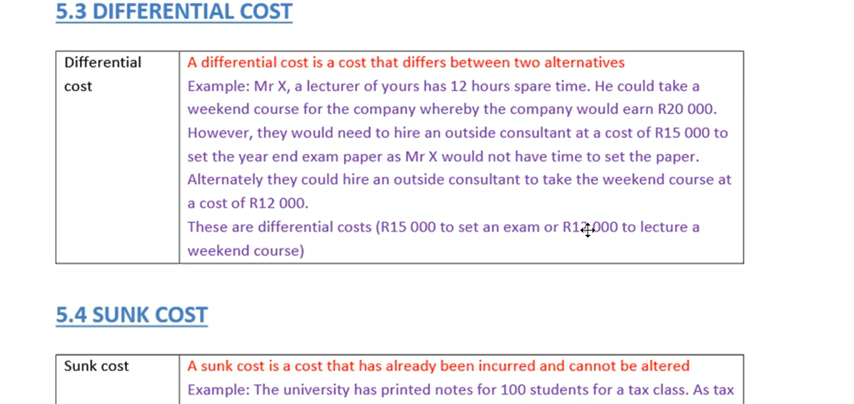 5.3 DIFFERENTIAL COST
Differential
cost
A differential cost is a cost that differs between two alternatives
Example: Mr X, a lecturer of yours has 12 hours spare time. He could take a
weekend course for the company whereby the company would earn R20 000.
However, they would need to hire an outside consultant at a cost of R15 000 to
set the year end exam paper as Mr X would not have time to set the paper.
Alternately they could hire an outside consultant to take the weekend course at
a cost of R12 000.
These are differential costs (R15 000 to set an exam or R12 000 to lecture a
weekend course)
5.4 SUNK COST
Sunk cost
A sunk cost is a cost that has already been incurred and cannot be altered
Example: The university has printed notes for 100 students for a tax class. As tax